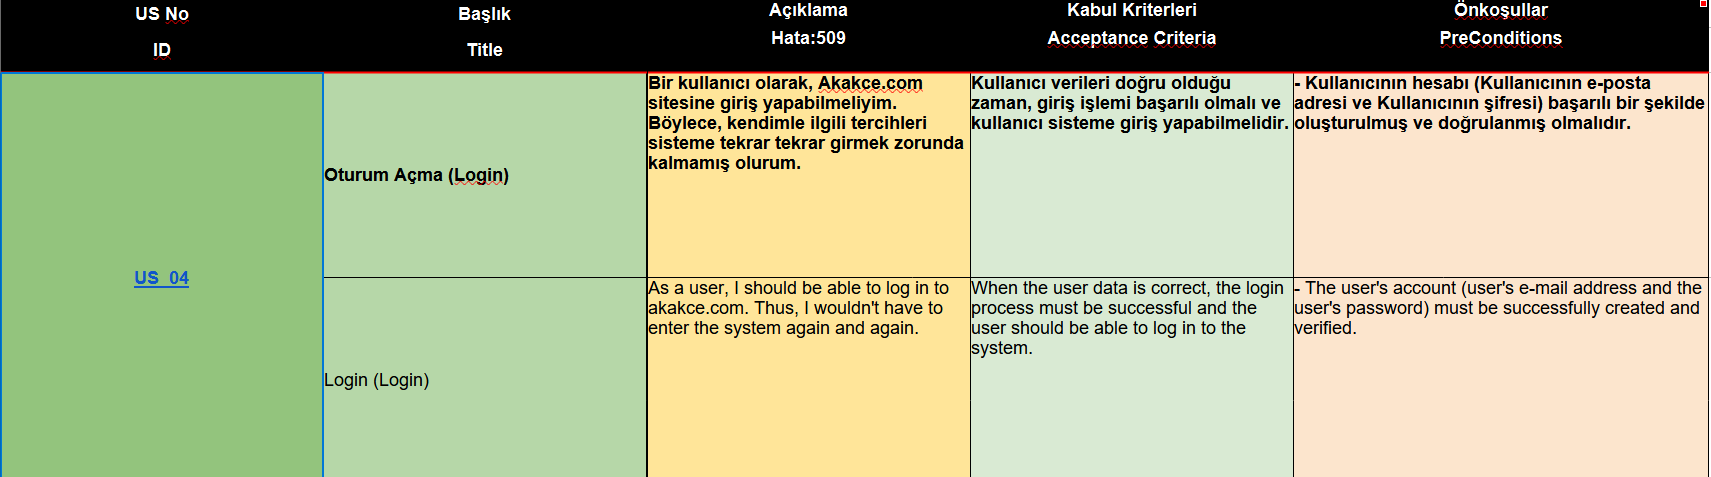 US No
ID
Başlık
Title
Açıklama
Hata:509
Kabul Kriterleri
Acceptance Criteria
Önkoşullar
PreConditions
US_04
Oturum Açma (Login)
Bir kullanıcı olarak, Akakce.com
sitesine giriş yapabilmeliyim.
Böylece, kendimle ilgili tercihleri
sisteme tekrar tekrar girmek zorunda
kalmamış olurum.
Kullanıcı verileri doğru olduğu
zaman, giriş işlemi başarılı olmalı ve
kullanıcı sisteme giriş yapabilmelidir.
- Kullanıcının hesabı (Kullanıcının e-posta
adresi ve Kullanıcının şifresi) başarılı bir şekilde
oluşturulmuş ve doğrulanmış olmalıdır.
Login (Login)
As a user, I should be able to log in to
akakce.com. Thus, I wouldn't have to
enter the system again and again.
When the user data is correct, the login
process must be successful and the
user should be able to log in to the
system.
- The user's account (user's e-mail address and the
user's password) must be successfully created and
verified.